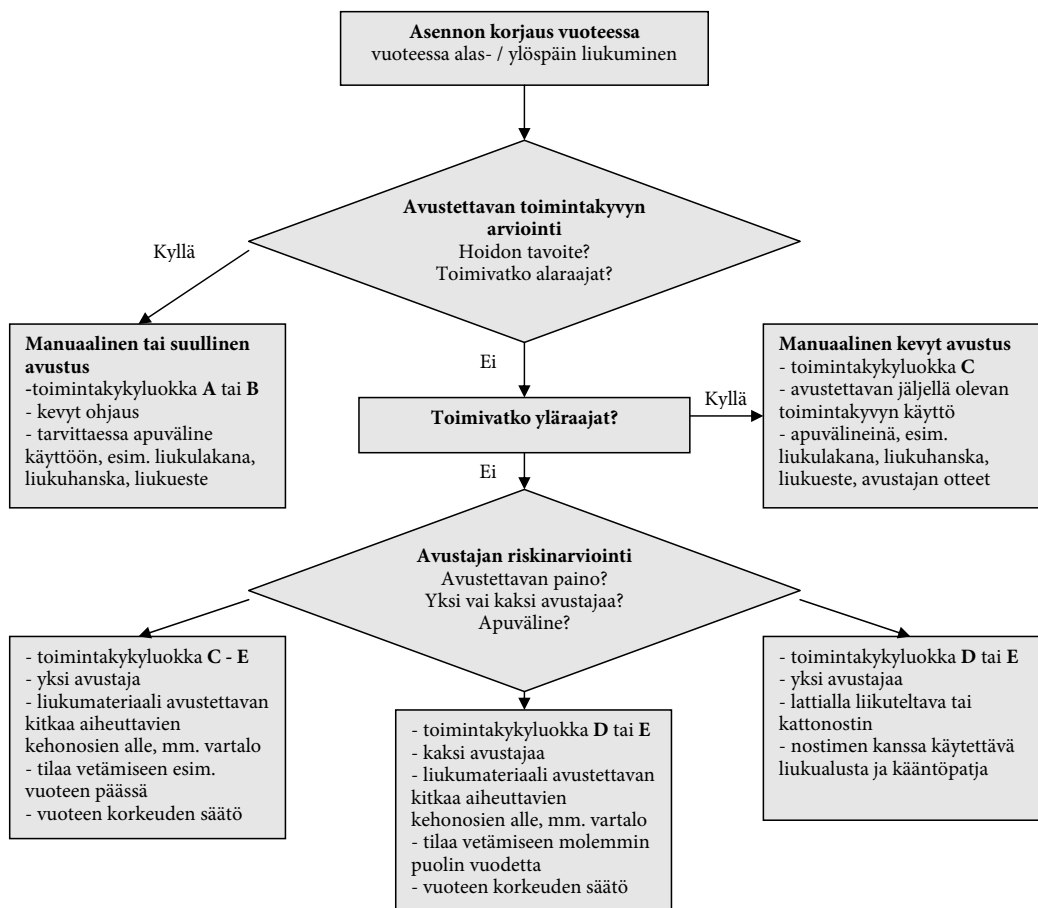 Asennon korjaus vuoteessa
vuoteessa alas- / ylöspäin liukuminen
Avustettavan toimintakyvyn
arviointi
Hoidon tavoite?
Toimivatko alaraajat?
Kyllä
Manuaalinen tai suullinen
avustus
-toimintakykyluokka A tai B
- kevyt ohjaus
- tarvittaessa apuväline
käyttöön, esim. liukulakana,
liukuhanska, liukueste
Ei
Toimivatko yläraajat?
Kyllä
Manuaalinen kevyt avustus
- toimintakykyluokka C
- avustettavan jäljellä olevan
toimintakyvyn käyttö
- apuvälineinä, esim.
liukulakana, liukuhanska,
liukueste, avustajan otteet
Ei
Avustajan riskinarviointi
Avustettavan paino?
Yksi vai kaksi avustajaa?
Apuväline?
- toimintakykyluokka C - E
- yksi avustaja
- liukumateriaali avustettavan
kitkaa aiheuttavien
kehonosien alle, mm. vartalo
- tilaa vetämiseen esim.
vuoteen päässä
- vuoteen korkeuden säätö
- toimintakykyluokka D tai E
- kaksi avustajaa
- liukumateriaali avustettavan
kitkaa aiheuttavien
kehonosien alle, mm. vartalo
- tilaa vetämiseen molemmin
puolin vuodetta
- vuoteen korkeuden säätö
- toimintakykyluokka D tai E
- yksi avustajaa
- lattialla liikuteltava tai
kattonostin
- nostimen kanssa käytettävä
liukualusta ja kääntöpatja